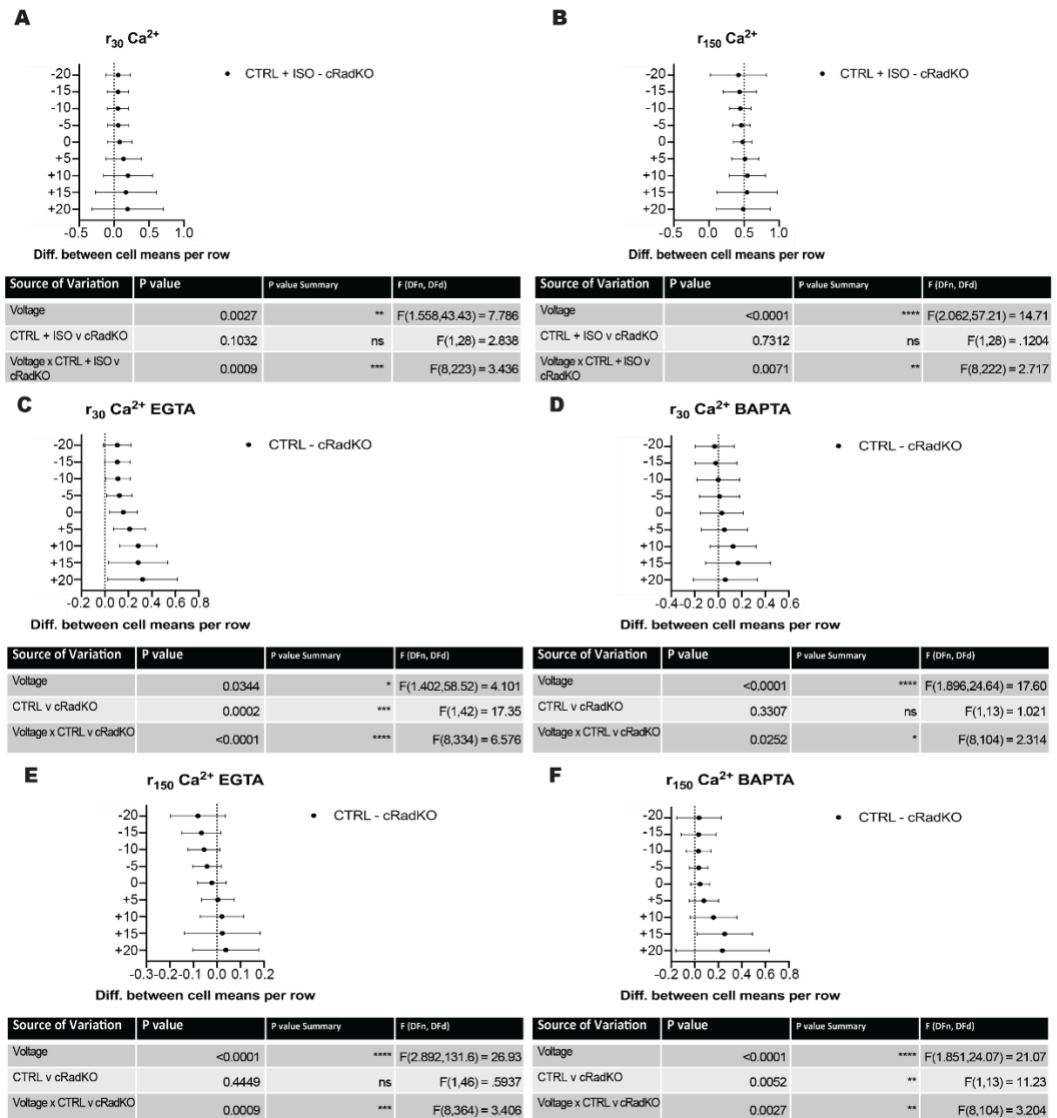 A
r30 Ca2+
CTRL + ISO - cRadKO
-20
-15
-10
-5
0
+5
+10
+15
+20
-0.5 0.0 0.5 1.0
Diff. between cell means per row
Source of Variation P value P value Summary F (DFn, DFd)
Voltage 0.0027 ** F(1.558,43.43) = 7.786
CTRL + ISO v cRadKO 0.1032 ns F(1,28) = 2.838
Voltage x CTRL + ISO v
cRadKO 0.0009 *** F(8,223) = 3.436
B
r150 Ca2+
CTRL + ISO - cRadKO
-20
-15
-10
-5
0
+5
+10
+15
+20
-0.5 0.0 0.5 1.0
Diff. between cell means per row
Source of Variation P value P value Summary F (DFn, DFd)
Voltage <0.0001 **** F(2.062,57.21) = 14.71
CTRL + ISO v cRadKO 0.7312 ns F(1,28) = .1204
Voltage x CTRL + ISO v
cRadKO 0.0071 ** F(8,222) = 2.717
C
r30 Ca2+ EGTA
CTRL - cRadKO
-20
-15
-10
-5
0
+5
+10
+15
+20
-0.2 0.0 0.2 0.4 0.6 0.8
Diff. between cell means per row
Source of Variation P value P value Summary F (DFn, DFd)
Voltage 0.0344 * F(1.402,58.52) = 4.101
CTRL v cRadKO 0.0002 *** F(1,42) = 17.35
Voltage x CTRL v cRadKO <0.0001 **** F(8,334) = 6.576
D
r30 Ca2+ BAPTA
CTRL - cRadKO
-20
-15
-10
-5
0
+5
+10
+15
+20
-0.4 -0.2 0.0 0.2 0.4 0.6
Diff. between cell means per row
Source of Variation P value P value Summary F (DFn, DFd)
Voltage <0.0001 **** F(1.896,24.64) = 17.60
CTRL v cRadKO 0.3307 ns F(1,13) = 1.021
Voltage x CTRL v cRadKO 0.0252 * F(8,104) = 2.314
E
r150 Ca2+ EGTA
CTRL - cRadKO
-20
-15
-10
-5
0
+5
+10
+15
+20
-0.3 -0.2 0.1 0.0 0.1 0.2
Diff. between cell means per row
Source of Variation P value P value Summary F (DFn, DFd)
Voltage <0.0001 **** F(2.892,131.6) = 26.93
CTRL v cRadKO 0.4449 ns F(1,46) = .5937
Voltage x CTRL v cRadKO 0.0009 *** F(8,364) = 3.406
F
r150 Ca2+ BAPTA
CTRL - cRadKO
-20
-15
-10
-5
0
+5
+10
+15
+20
-0.2 0.0 0.2 0.4 0.6 0.8
Diff. between cell means per row
Source of Variation P value P value Summary F (DFn, DFd)
Voltage <0.0001 **** F(1.851,24.07) = 21.07
CTRL v cRadKO 0.0052 ** F(1,13) = 11.23
Voltage x CTRL v cRadKO 0.0027 ** F(8,104) = 3.204